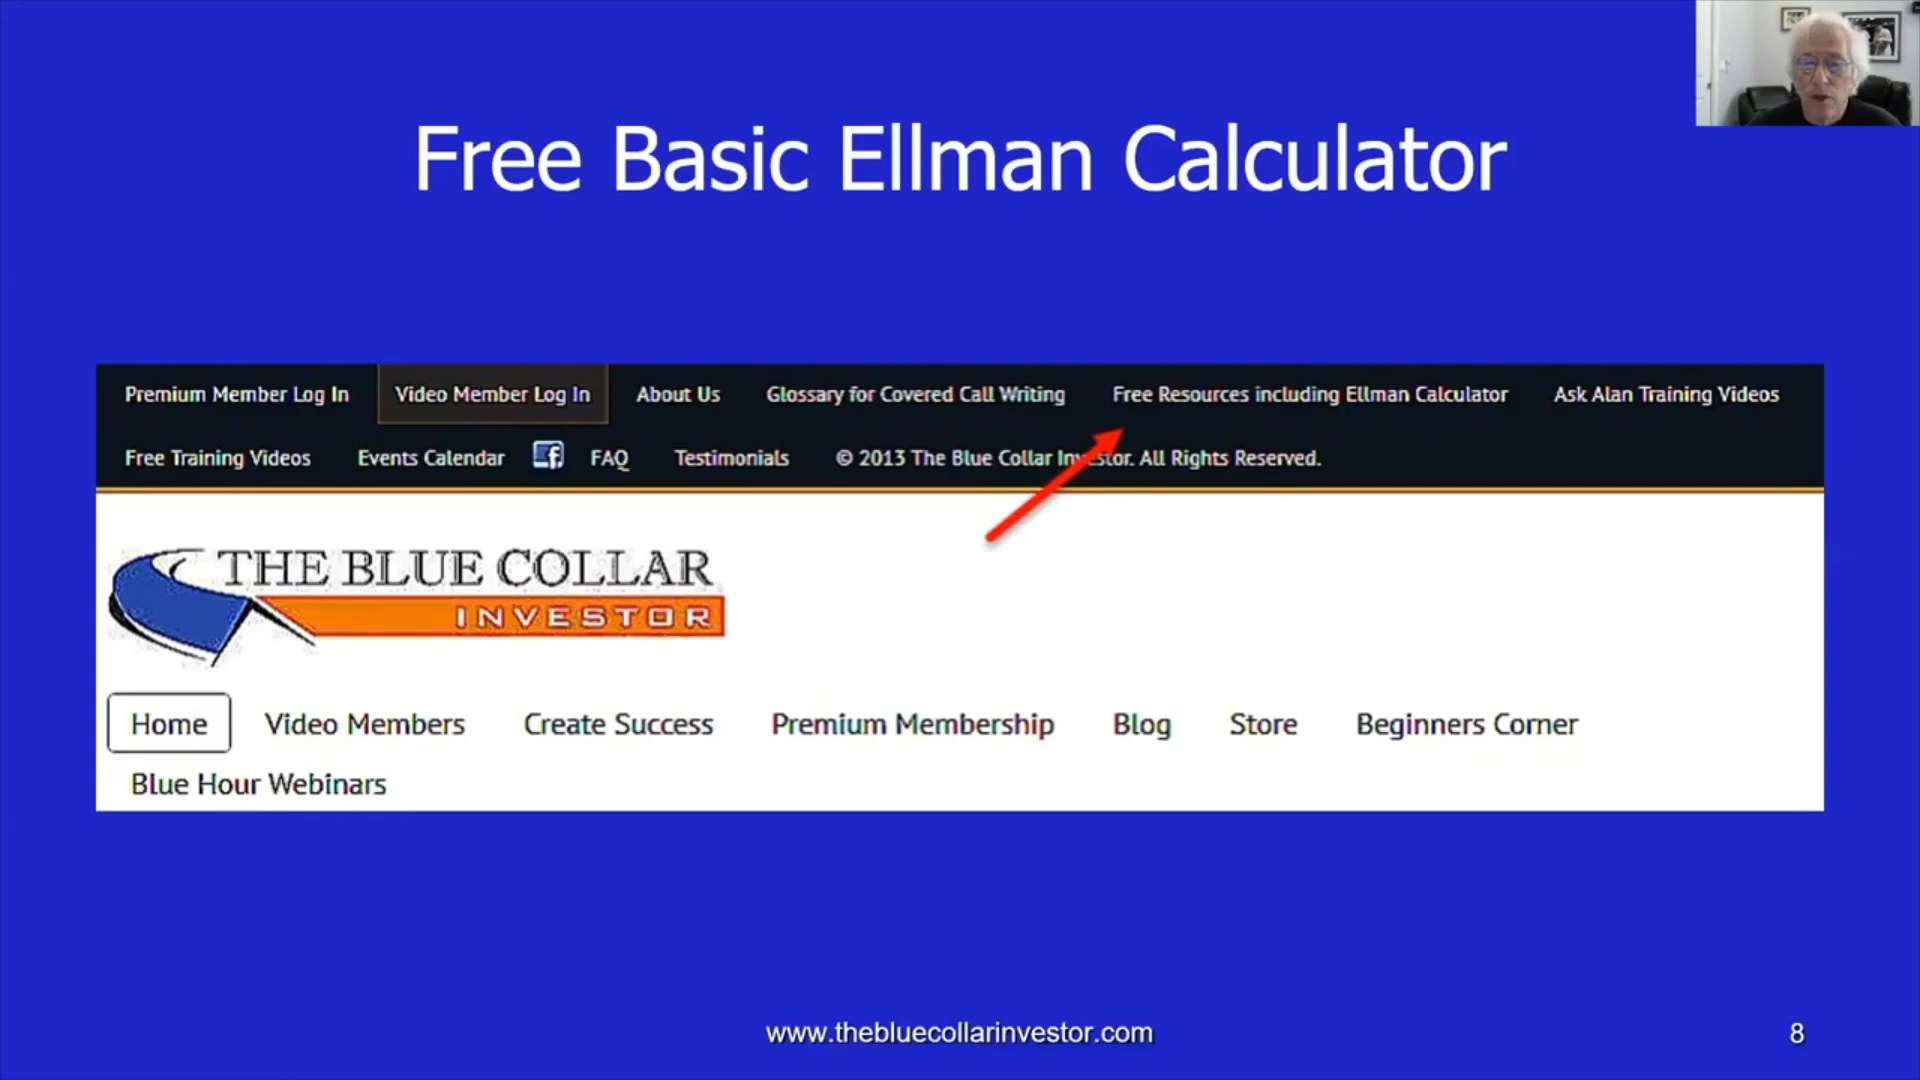 Free Basic Ellman Calculator
Premium Member Log In Video Member Log In About Us Glossary for Covered Call Writing Free Resources including Ellman Calculator Ask Alan Training Videos
Free Training Videos Events Calendar f FAQ Testimonials © 2013 The Blue Collar Investor. All Rights Reserved.
THE BLUE COLLAR
INVESTOR
Home Video Members Create Success Premium Membership Blog Store Beginners Corner
Blue Hour Webinars
www.thebluecollarinvestor.com 8